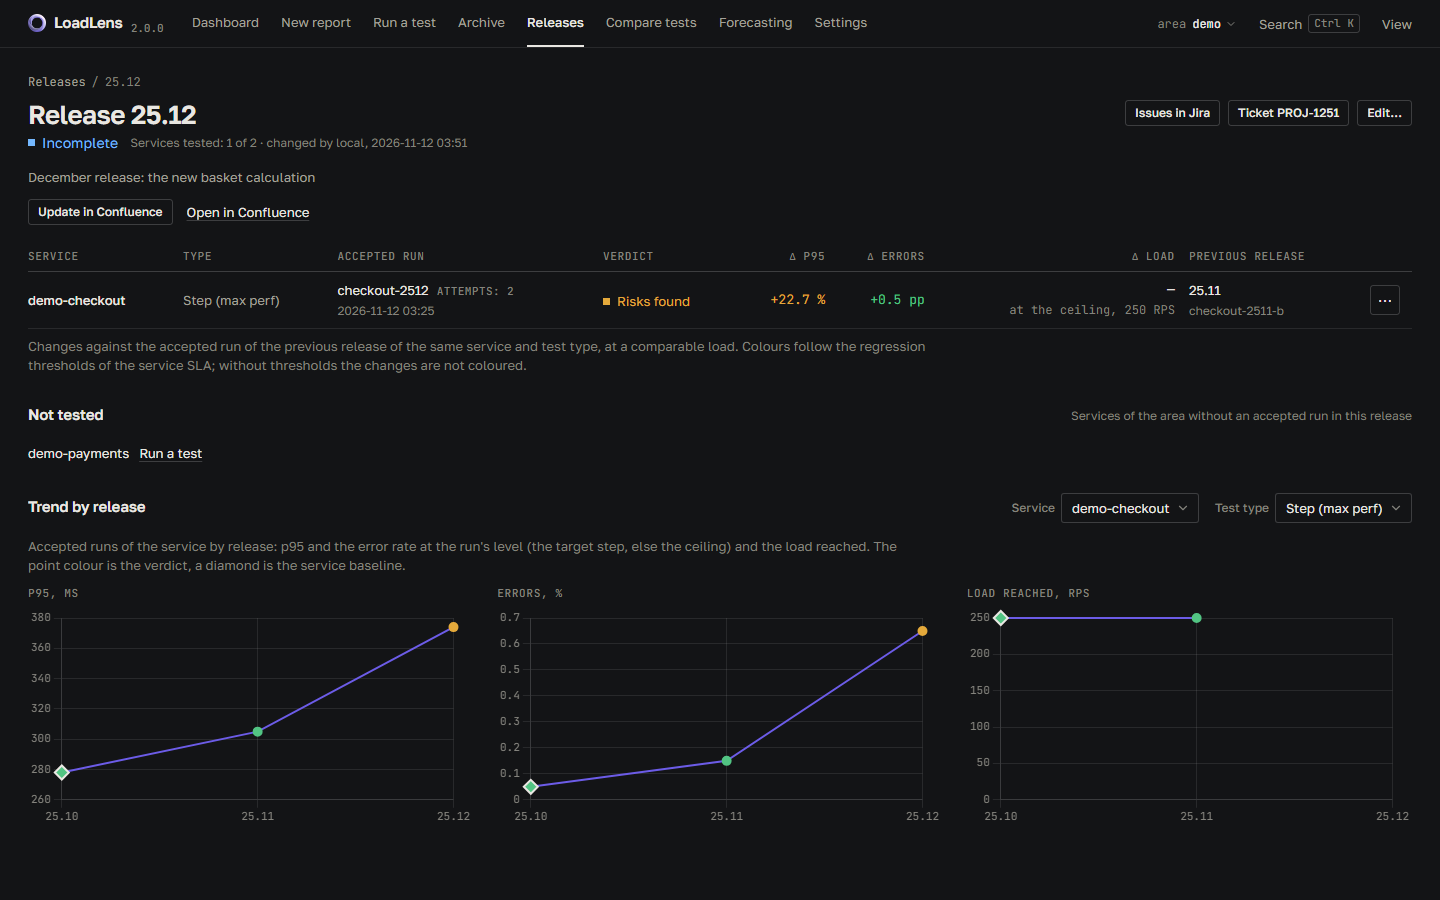 LoadLens 2.0.0 Dashboard New report Run a test Archive Releases Compare tests Forecasting Settings area demo Search Ctrl K View
Releases / 25.12
Release 25.12
Issues in Jira Ticket PROJ-1251 Edit...
Incomplete Services tested: 1 of 2 · changed by local, 2026-11-12 03:51
December release: the new basket calculation
Update in Confluence Open in Confluence
SERVICE TYPE ACCEPTED RUN VERDICT Δ P95 Δ ERRORS Δ LOAD PREVIOUS RELEASE
demo-checkout Step (max perf) checkout-2512 ATTEMPTS: 2 Risks found +22.7 % +0.5 pp — 25.11 ...
2026-11-12 03:25 at the ceiling, 250 RPS checkout-2511-b
Changes against the accepted run of the previous release of the same service and test type, at a comparable load. Colours follow the regression
thresholds of the service SLA; without thresholds the changes are not coloured.
Not tested Services of the area without an accepted run in this release
demo-payments Run a test
Trend by release Service demo-checkout Test type Step (max perf)
Accepted runs of the service by release: p95 and the error rate at the run's level (the target step, else the ceiling) and the load reached. The
point colour is the verdict, a diamond is the service baseline.
P95, MS
380
360
340
320
300
280
260
25.10 25.11 25.12
ERRORS, %
0.7
0.6
0.5
0.4
0.3
0.2
0.1
0
25.10 25.11 25.12
LOAD REACHED, RPS
250
200
150
100
50
0
25.10 25.11 25.12